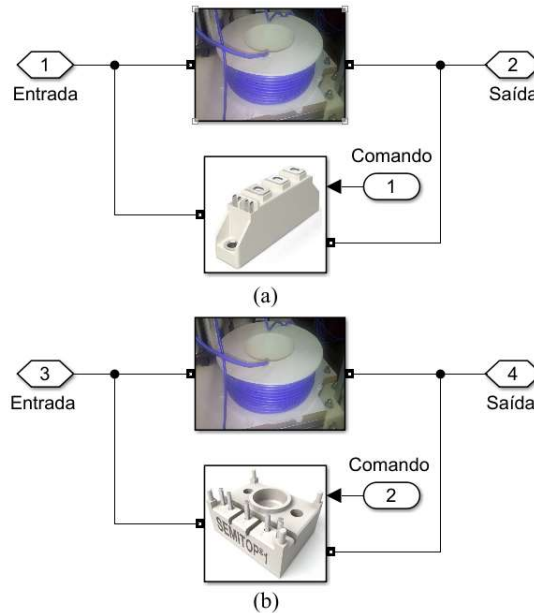 1
Entrada
2
Saída
Comando
1
(a)
3
Entrada
4
Saída
Comando
2
SEMITOP®1
(b)